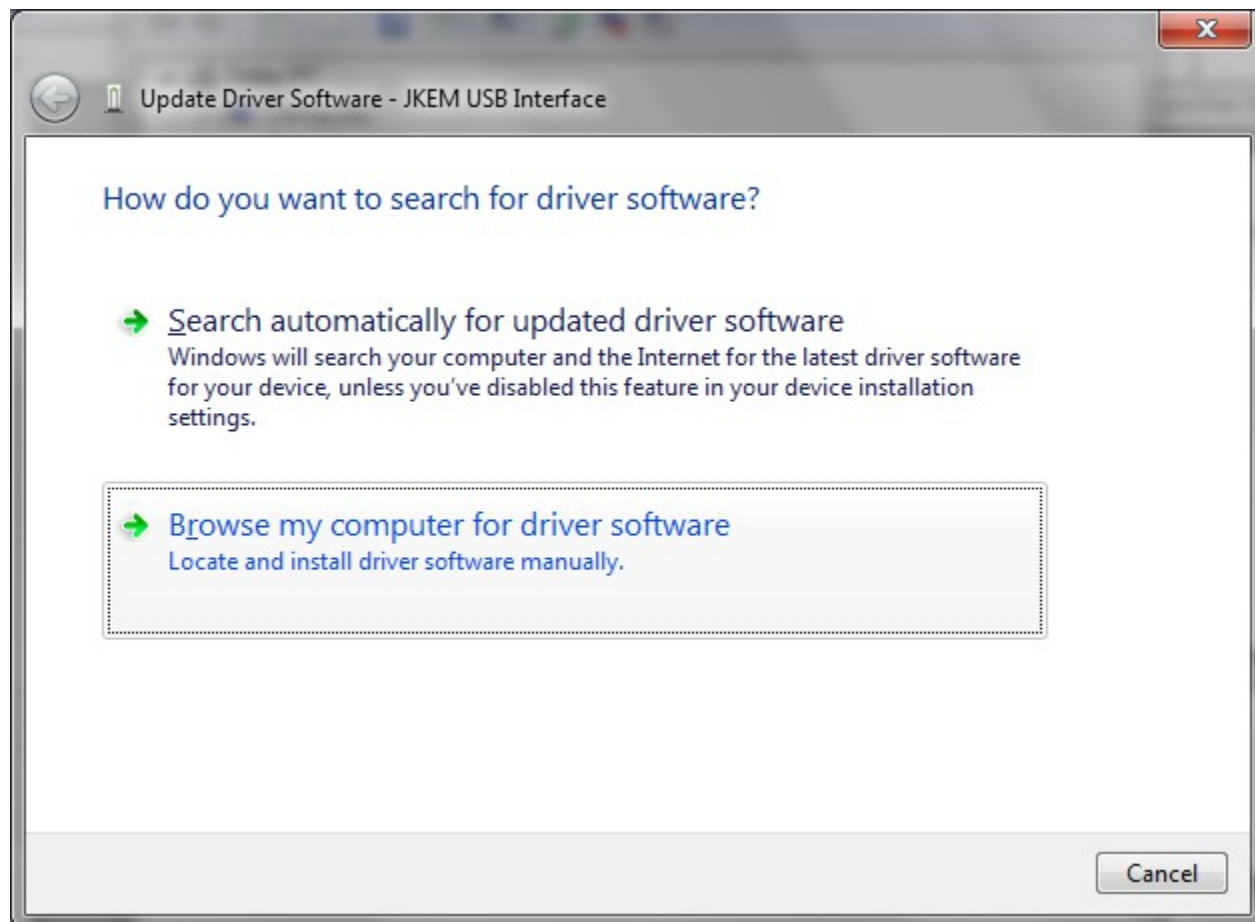 Update Driver Software - JKEM USB Interface
How do you want to search for driver software?
Search automatically for updated driver software
Windows will search your computer and the Internet for the latest driver software
for your device, unless you've disabled this feature in your device installation
settings.
Browse my computer for driver software
Locate and install driver software manually.
Cancel